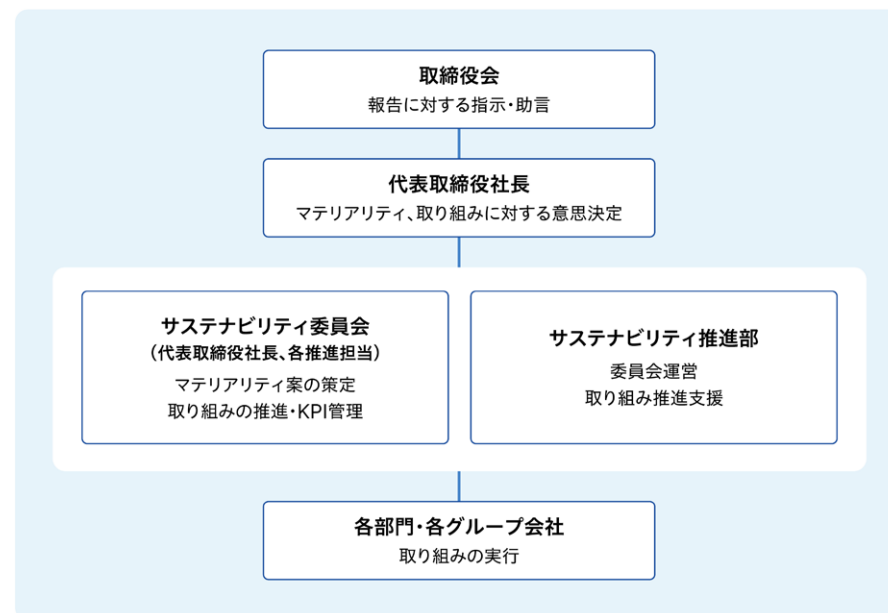 取締役会
報告に対する指示・助言
代表取締役社長
マテリアリティ、取り組みに対する意思決定
サステナビリティ委員会
（代表取締役社長、各推進担当）
マテリアリティ案の策定
取り組みの推進・KPI管理
サステナビリティ推進部
委員会運営
取り組み推進支援
各部門・各グループ会社
取り組みの実行